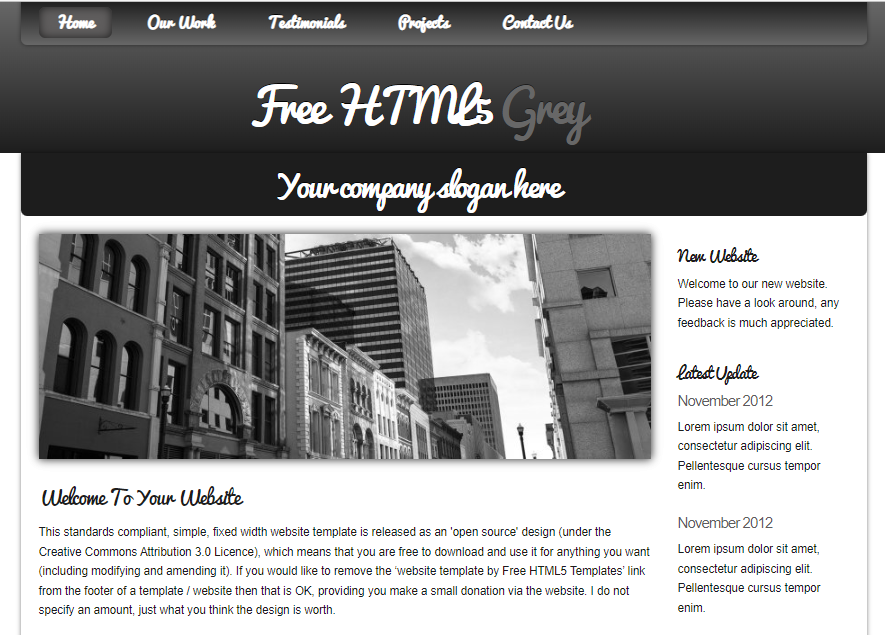 Home Our Work Testimonials Projects Contact Us
Free HTML5 Grey
Your company slogan here
New Website
Welcome to our new website.
Please have a look around, any
feedback is much appreciated.
Latest Update
November 2012
Lorem ipsum dolor sit amet,
consectetur adipiscing elit.
Pellentesque cursus tempor
enim.
November 2012
Lorem ipsum dolor sit amet,
consectetur adipiscing elit.
Pellentesque cursus tempor
enim.
Welcome To Your Website
This standards compliant, simple, fixed width website template is released as an 'open source' design (under the
Creative Commons Attribution 3.0 Licence), which means that you are free to download and use it for anything you want
(including modifying and amending it). If you would like to remove the ‘website template by Free HTML5 Templates’ link
from the footer of a template / website then that is OK, providing you make a small donation via the website. I do not
specify an amount, just what you think the design is worth.